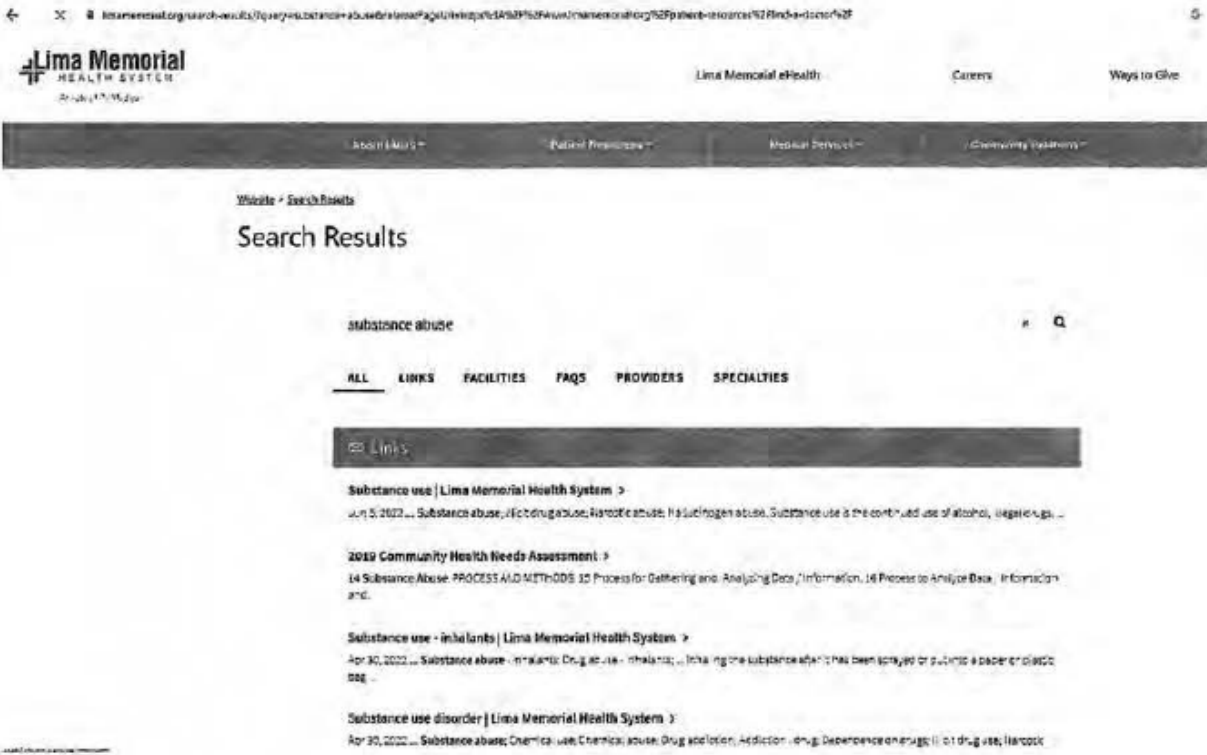 Lima Memorial
HEALTH SYSTEM
Lima Memorial eHealth Careers Ways to Give
Medical Services
Website > Search Results
Search Results
substance abuse
ALL LINKS FACILITIES FAQS PROVIDERS SPECIALTIES
Links
Substance use | Lima Memorial Health System >
Jun 5, 2022 ... Substance abuse; Illicit drug abuse; Narcotic abuse; Hallucinogen abuse. Substance use is the continued use of alcohol, illegal drugs, ...
2019 Community Health Needs Assessment >
14 Substance Abuse. PROCESS AND METHODS. 15 Process for Gathering and. Analyzing Data / Information. 16 Process to Analyze Data / Information
and.
Substance use - inhalants | Lima Memorial Health System >
Apr 30, 2022 ... Substance abuse - inhalants; Drug abuse - inhalants; ... Inhaling the substance after it has been sprayed or put into a paper or plastic
bag ...
Substance use disorder | Lima Memorial Health System >
Apr 30, 2022 ... Substance abuse; Chemical use; Chemical abuse; Drug addiction; Addiction - drug; Dependence on drugs; Illicit drug use; Narcotic